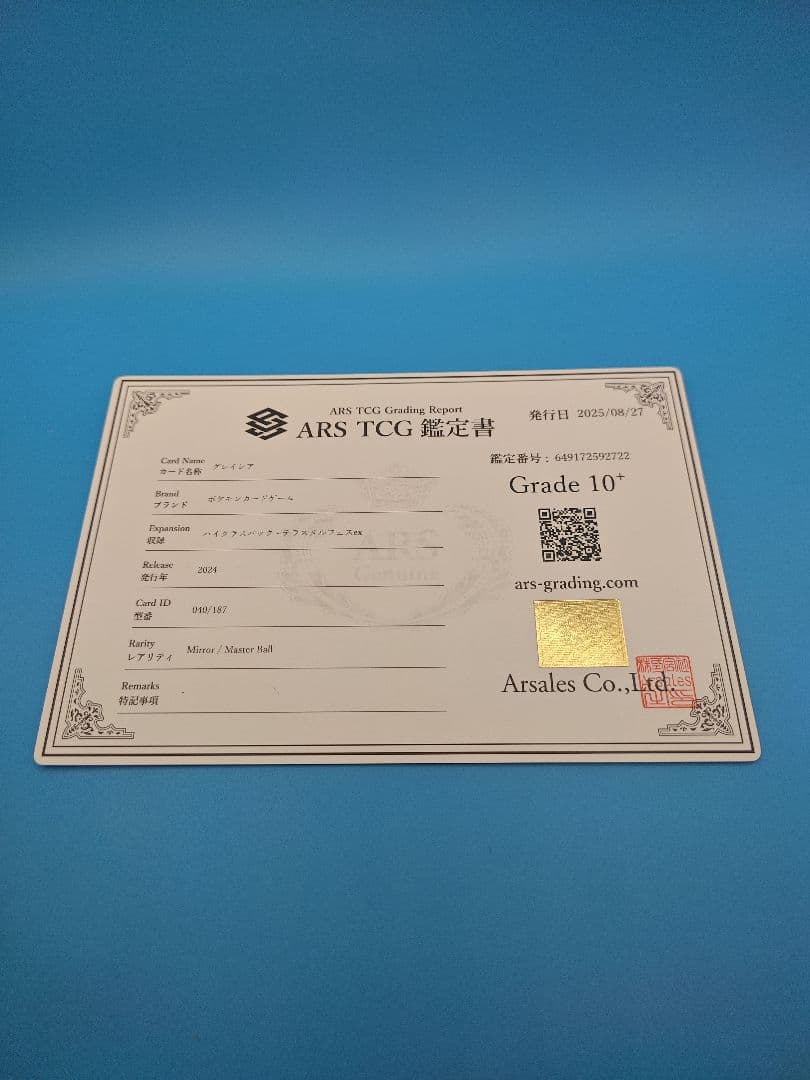 ARS TCG Grading Report
ARS TCG 鑑定書
発行日 2025/08/27
鑑定番号：649172592722
Grade 10+
ars-grading.com
Arsales Co.,Ltd.
Card Name
カード名称 グレイシア
Brand
ブランド ポケモンカードゲーム
Expansion
収録 ハイクラスパック テラスタルフェスex
Release
発行年 2024
Card ID
型番 040/187
Rarity
レアリティ Mirror / Master Ball
Remarks
特記事項 -
ARS
Genuine